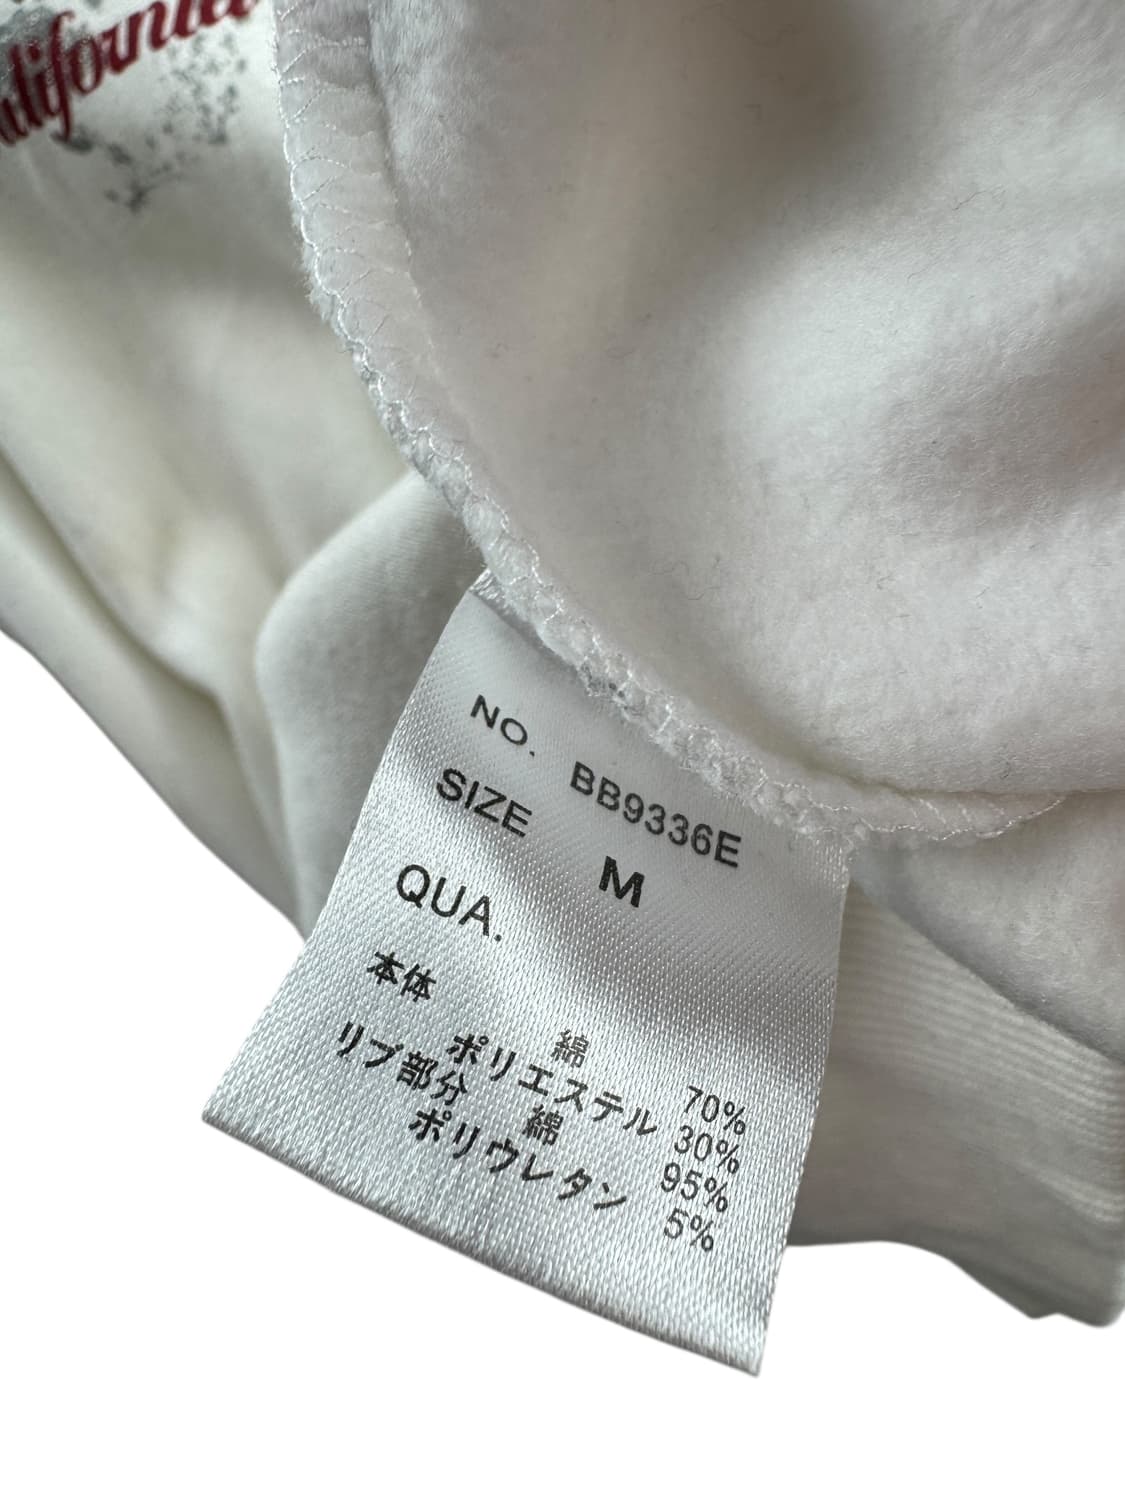 California
NO. BB9336E
SIZE M
QUA.
本体 綿 70%
ポリエステル 30%
リブ部分 綿 95%
ポリウレタン 5%